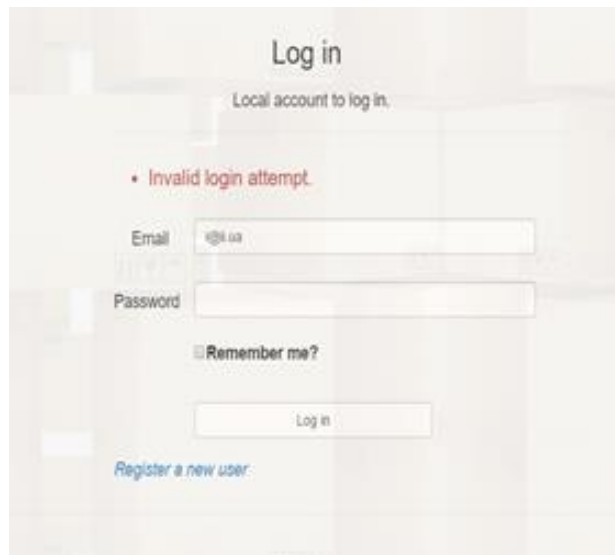 Log in
Local account to log in.
• Invalid login attempt.
Email
Password
Remember me?
Log in
Register a new user